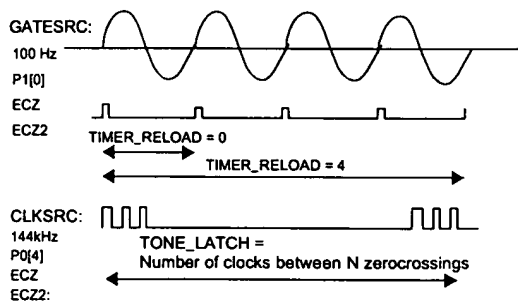 GATESRC:
100 Hz
P1[0]
ECZ
ECZ2
TIMER_RELOAD = 0
TIMER_RELOAD = 4
CLKSRC:
144kHz
P0[4]
ECZ
ECZ2:
TONE_LATCH =
Number of clocks between N zerocrossings